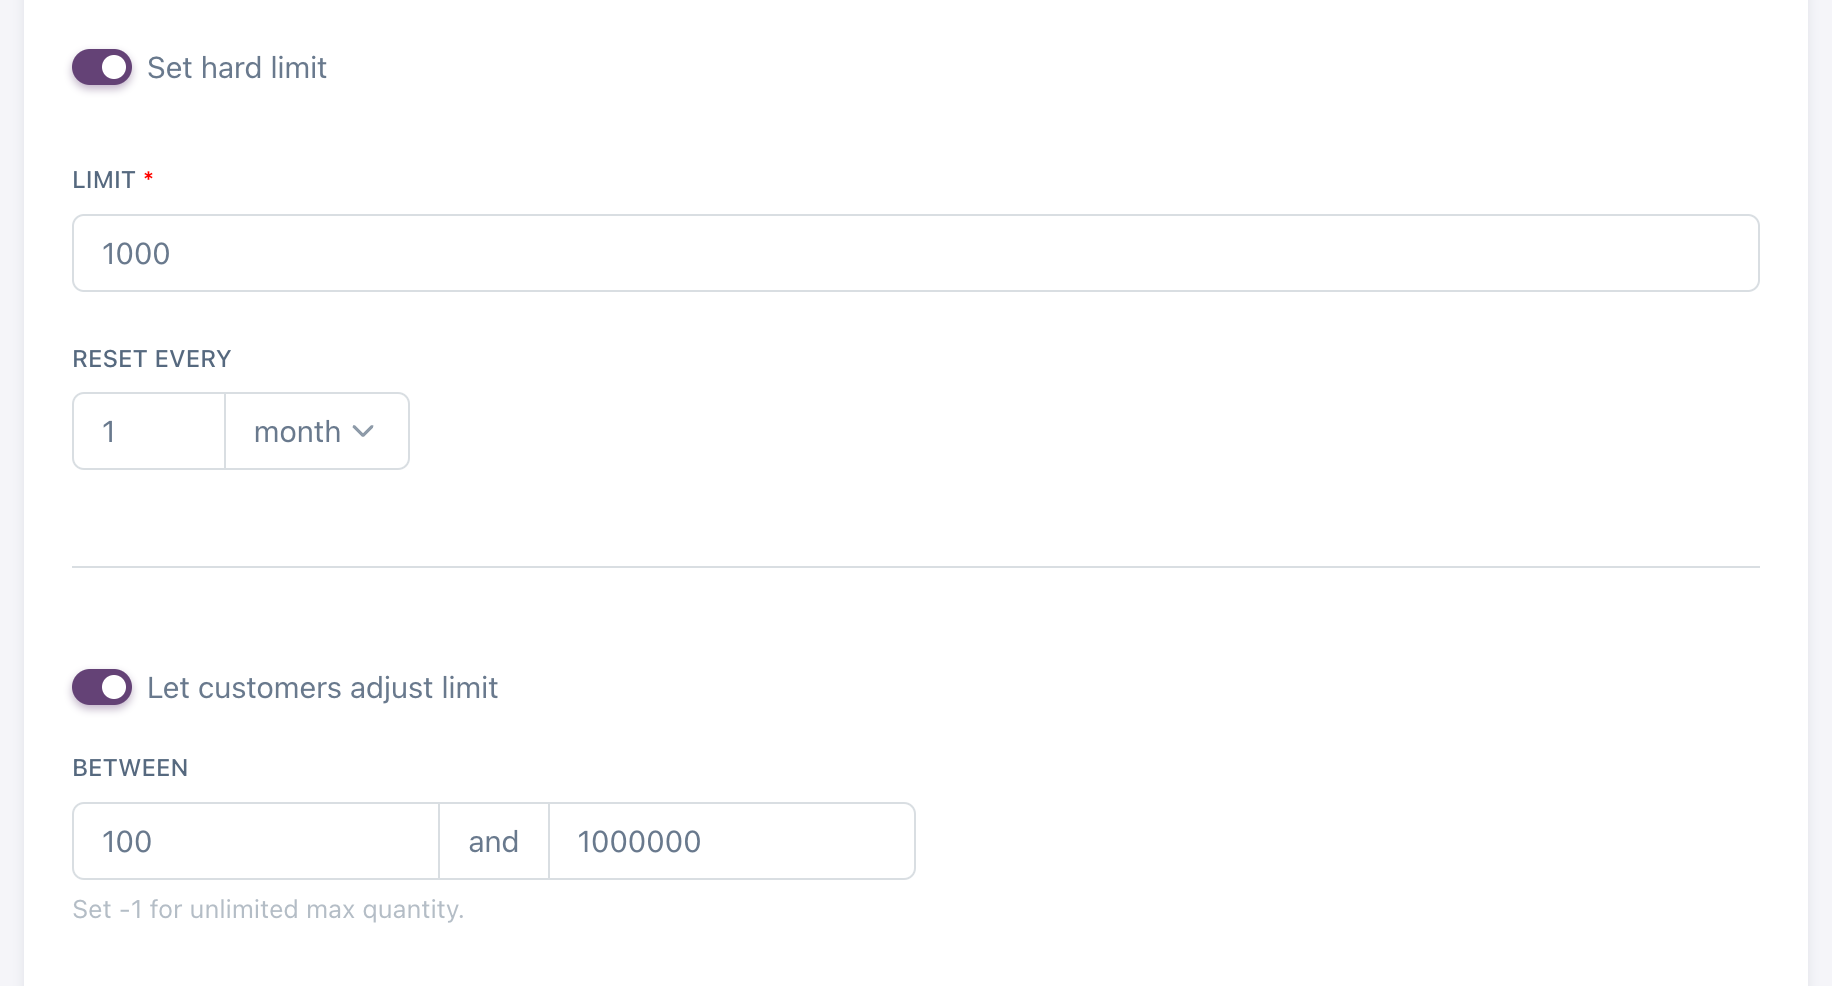 Set hard limit
LIMIT *
1000
RESET EVERY
1 month
Let customers adjust limit
BETWEEN
100 and 1000000
Set -1 for unlimited max quantity.